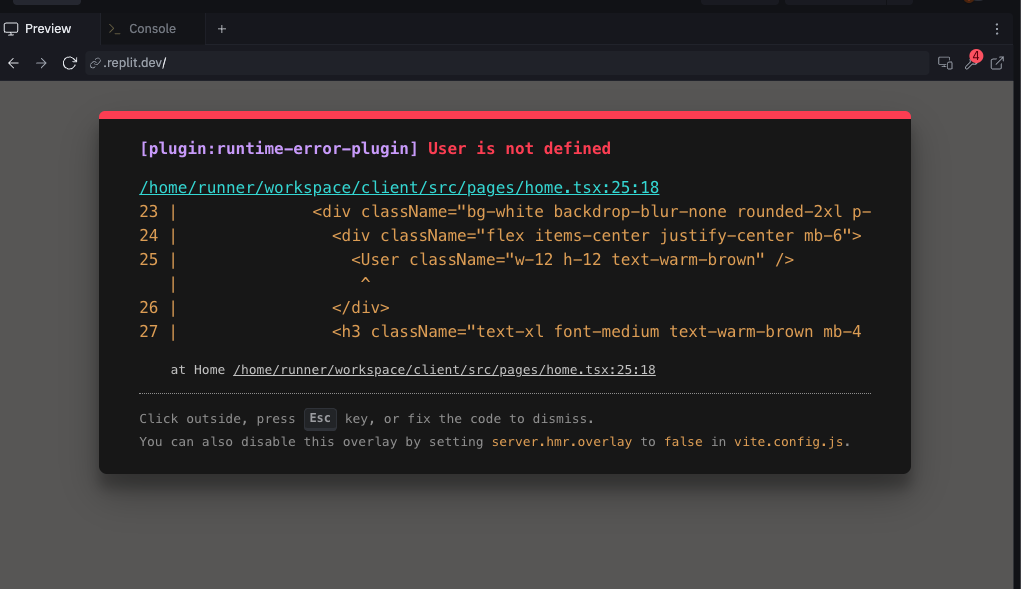 Preview
>_ Console
+
.replit.dev/
4
[plugin:runtime-error-plugin] User is not defined
/home/runner/workspace/client/src/pages/home.tsx:25:18
23 | <div className="bg-white backdrop-blur-none rounded-2xl p-
24 | <div className="flex items-center justify-center mb-6">
25 | <User className="w-12 h-12 text-warm-brown" />
| ^
26 | </div>
27 | <h3 className="text-xl font-medium text-warm-brown mb-4
at Home /home/runner/workspace/client/src/pages/home.tsx:25:18
Click outside, press Esc key, or fix the code to dismiss.
You can also disable this overlay by setting server.hmr.overlay to false in vite.config.js.